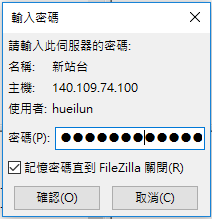 輸入密碼
請輸入此伺服器的密碼:
名稱: 新站台
主機: 140.109.74.100
使用者: hueilun
密碼(P): ●●●●●●●●●●●●
記憶密碼直到 FileZilla 關閉(R)
確認(O) 取消(C)